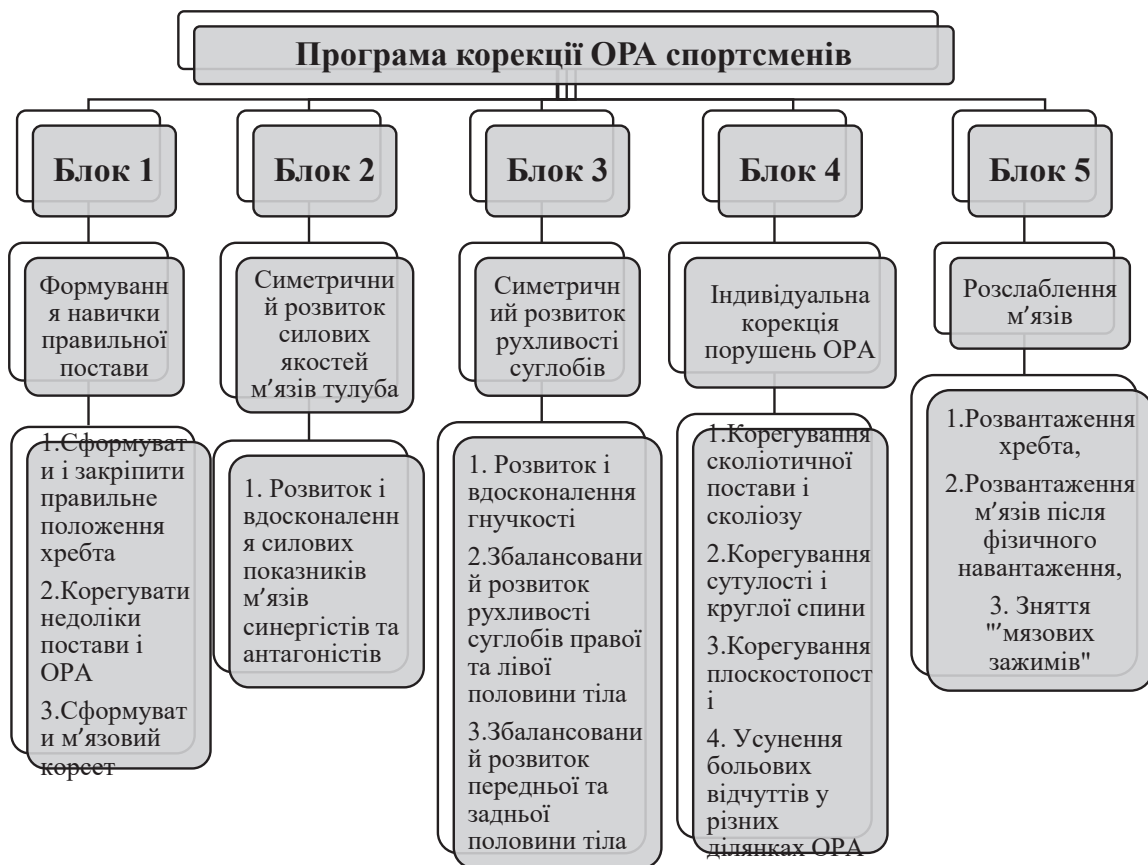 Програма корекції ОРА спортсменів
Блок 1
Блок 2
Блок 3
Блок 4
Блок 5
Формуванн
я навички
правильної
постави
Симетрични
й розвиток
силових
якостей
м′язів тулуба
Симетричн
ий розвиток
рухливості
суглобів
Індивідуальна
корекція
порушень ОРА
Розслаблення
м′язів
1.Сформуват
и і закріпити
правильне
положення
хребта
2.Корегувати
недоліки
постави і
ОРА
3.Сформуват
и м′язовий
корсет
1. Розвиток і
вдосконаленн
я силових
показників
м′язів
синергістів та
антагоністів
1. Розвиток і
вдосконалення
гнучкості
2.Збалансовани
й розвиток
рухливості
суглобів правої
та лівої
половини тіла
3.Збалансовани
й розвиток
передньої та
задньої
половини тіла
1.Корегування
сколіотичної
постави і
сколіозу
2.Корегування
сутулості і
круглої спини
3.Корегування
плоскостопост
і
4. Усунення
больових
відчуттів у
різних
ділянках ОРА
1.Розвантаження
хребта,
2.Розвантаження
м′язів після
фізичного
навантаження,
3. Зняття
"′мязових
зажимів"